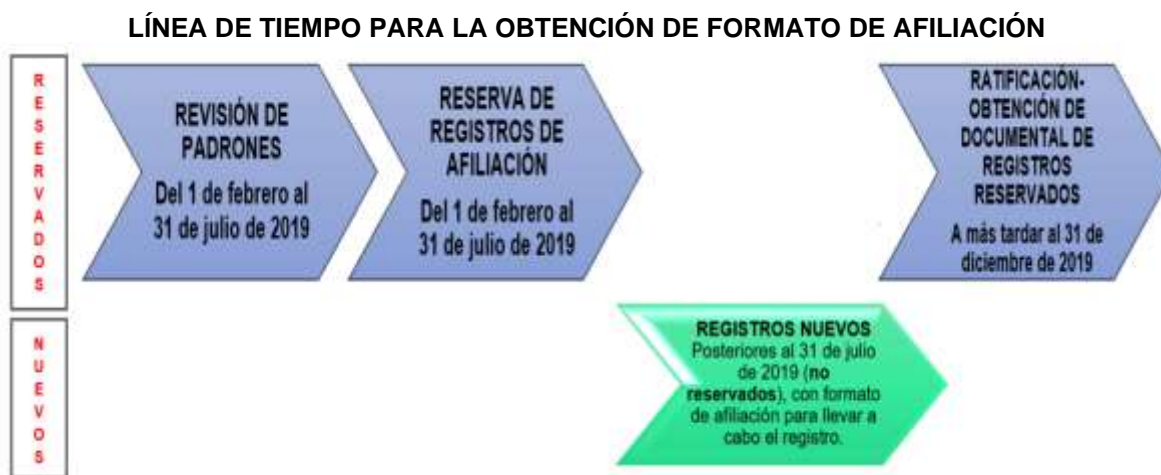 LÍNEA DE TIEMPO PARA LA OBTENCIÓN DE FORMATO DE AFILIACIÓN
RESERVADOS
REVISIÓN DE
PADRONES
Del 1 de febrero al
31 de julio de 2019
RESERVA DE
REGISTROS DE
AFILIACIÓN
Del 1 de febrero al
31 de julio de 2019
RATIFICACIÓN-
OBTENCIÓN DE
DOCUMENTAL DE
REGISTROS
RESERVADOS
A más tardar al 31 de
diciembre de 2019
NUEVOS
REGISTROS NUEVOS
Posteriores al 31 de julio
de 2019 (no
reservados), con formato
de afiliación para llevar a
cabo el registro.